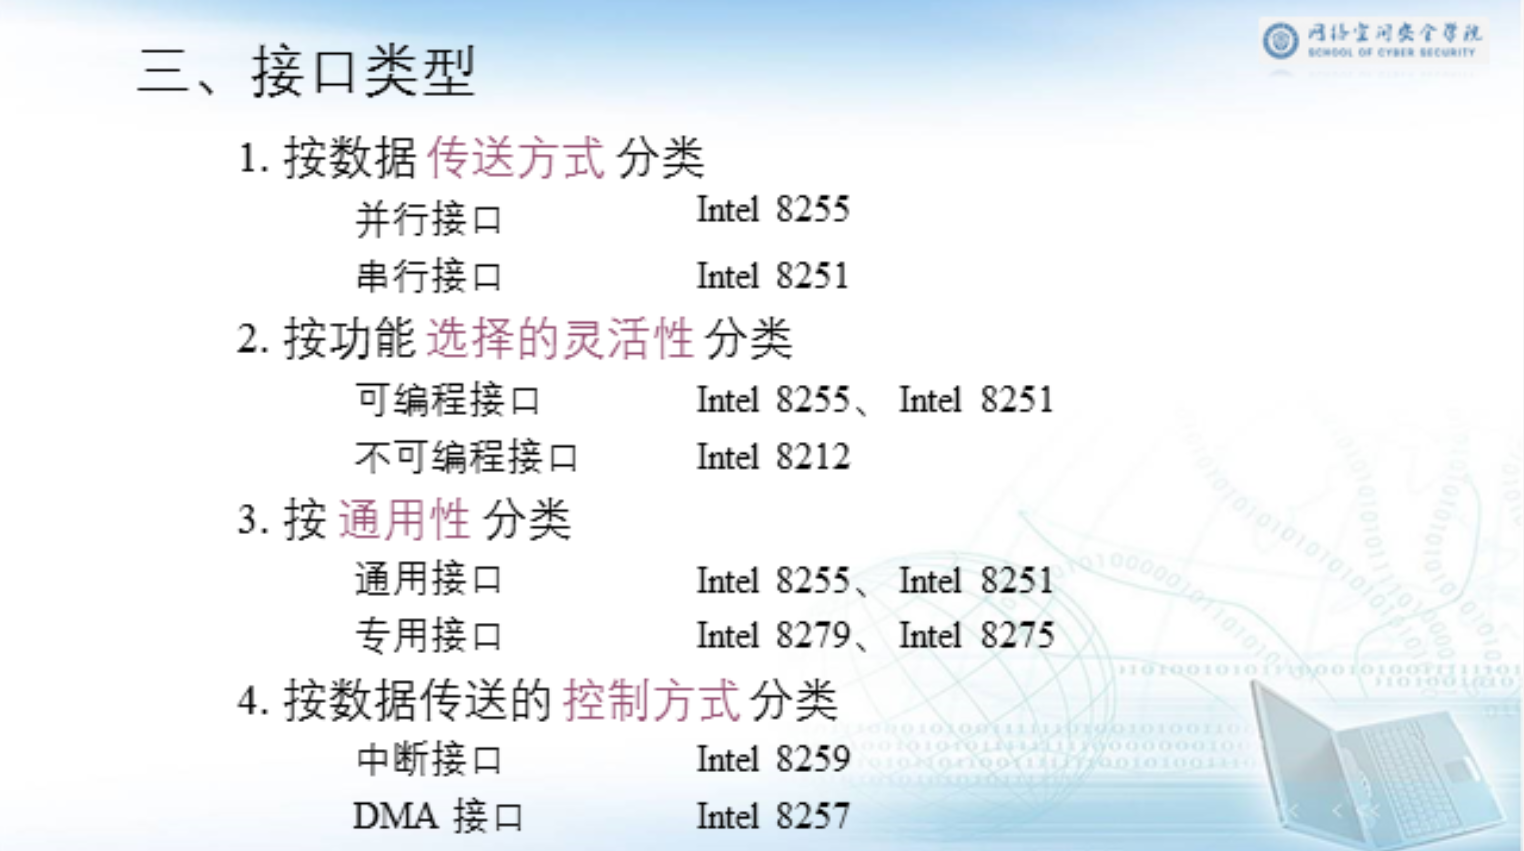 网络空间安全学院
SCHOOL OF CYBER SECURITY
三、接口类型
1. 按数据 传送方式 分类
并行接口 Intel 8255
串行接口 Intel 8251
2. 按功能 选择的灵活性 分类
可编程接口 Intel 8255、 Intel 8251
不可编程接口 Intel 8212
3. 按 通用性 分类
通用接口 Intel 8255、 Intel 8251
专用接口 Intel 8279、 Intel 8275
4. 按数据传送的 控制方式 分类
中断接口 Intel 8259
DMA 接口 Intel 8257